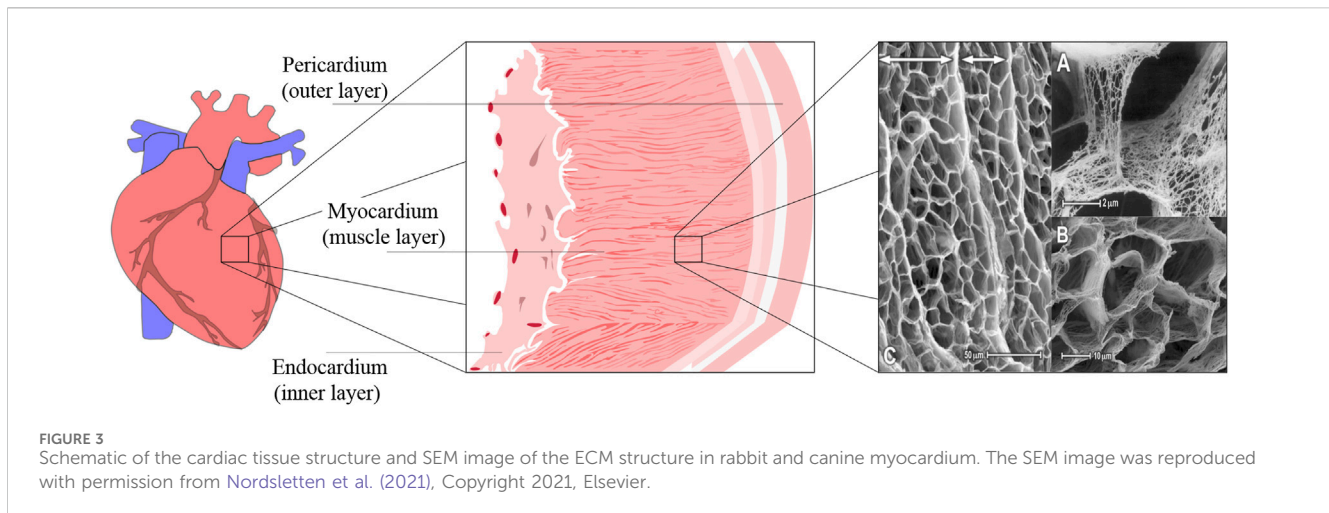 Pericardium
(outer layer)
Myocardium
(muscle layer)
Endocardium
(inner layer)
A
2 µm
B
10 µm
C
50 µm
FIGURE 3
Schematic of the cardiac tissue structure and SEM image of the ECM structure in rabbit and canine myocardium. The SEM image was reproduced
with permission from Nordsletten et al. (2021), Copyright 2021, Elsevier.